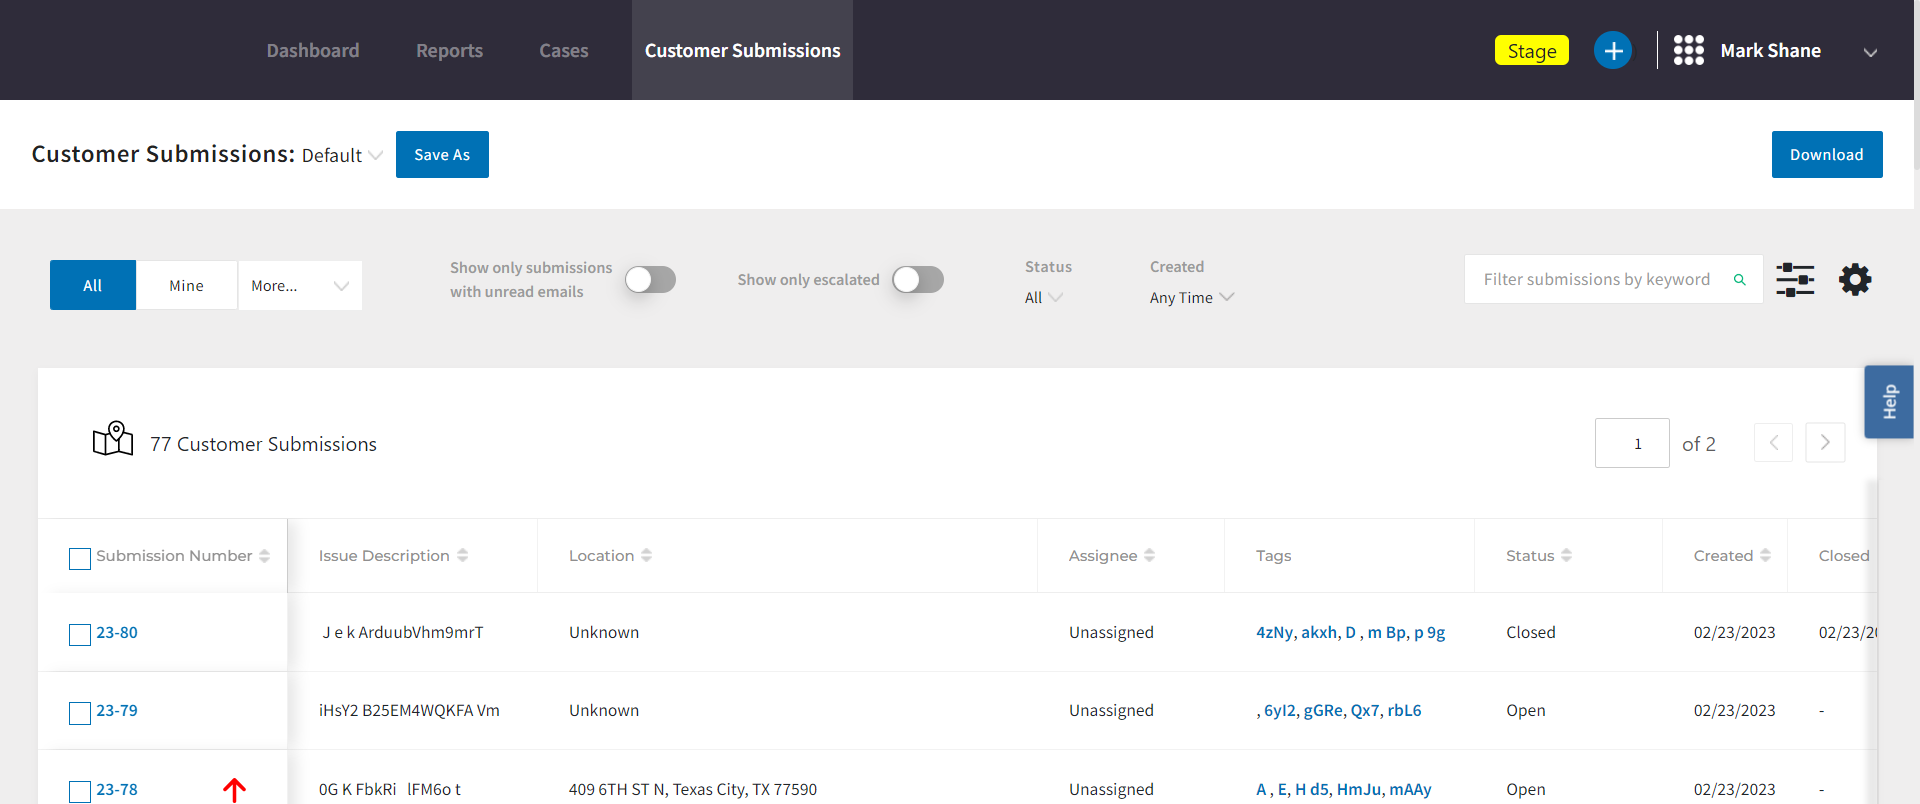 Dashboard Reports Cases Customer Submissions Stage Mark Shane
Customer Submissions: Default Save As Download
All Mine More... Show only submissions with unread emails Show only escalated Status All Created Any Time Filter submissions by keyword
Help
77 Customer Submissions 1 of 2
Submission Number Issue Description Location Assignee Tags Status Created Closed
23-80 J e k ArduubVhm9mrT Unknown Unassigned 4zNy, akxh, D , m Bp, p 9g Closed 02/23/2023 02/23/20
23-79 iHsY2 B25EM4WQKFA Vm Unknown Unassigned , 6yI2, gGRe, Qx7, rbL6 Open 02/23/2023 -
23-78 0G K FbkRi lFM6o t 409 6TH ST N, Texas City, TX 77590 Unassigned A , E, H d5, HmJu, mAAy Open 02/23/2023 -